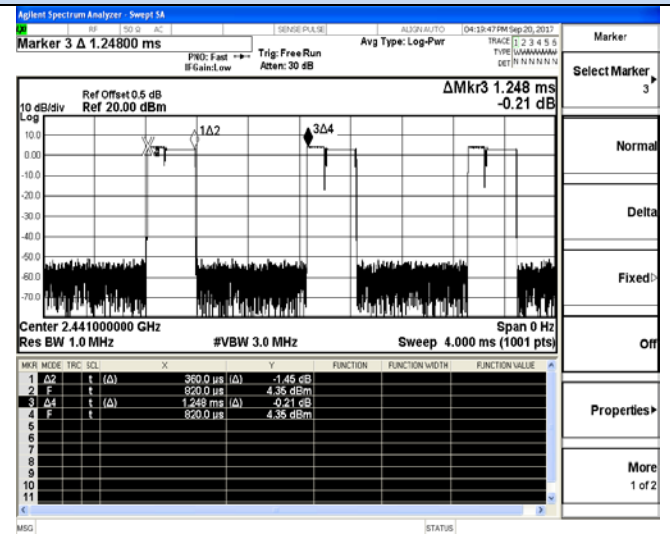 Agilent Spectrum Analyzer - Swept SA
RF 50 Ω AC SENSE:PULSE ALIGN AUTO 04:19:47 PM Sep 20, 2017
Marker 3 Δ 1.24800 ms
PNO: Fast Trig: Free Run Avg Type: Log-Pwr TRACE 1 2 3 4 5 6
IFGain:Low Atten: 30 dB TYPE
DET N N N N N N
Ref Offset 0.5 dB ΔMkr3 1.248 ms
10 dB/div Ref 20.00 dBm -0.21 dB
Log
10.0
0.00
-10.0
-20.0
-30.0
-40.0
-50.0
-60.0
-70.0
1Δ2
3Δ4
Center 2.441000000 GHz Span 0 Hz
Res BW 1.0 MHz #VBW 3.0 MHz Sweep 4.000 ms (1001 pts)
MKR MODE TRC SCL X Y FUNCTION FUNCTION WIDTH FUNCTION VALUE
1 Δ2 t (Δ) 360.0 µs (Δ) -1.45 dB
2 F t 820.0 µs 4.35 dBm
3 Δ4 t (Δ) 1.248 ms (Δ) -0.21 dB
4 F t 820.0 µs 4.35 dBm
5
6
7
8
9
10
11
MSG STATUS
Marker
Select Marker
3
Normal
Delta
Fixed
Off
Properties
More
1 of 2